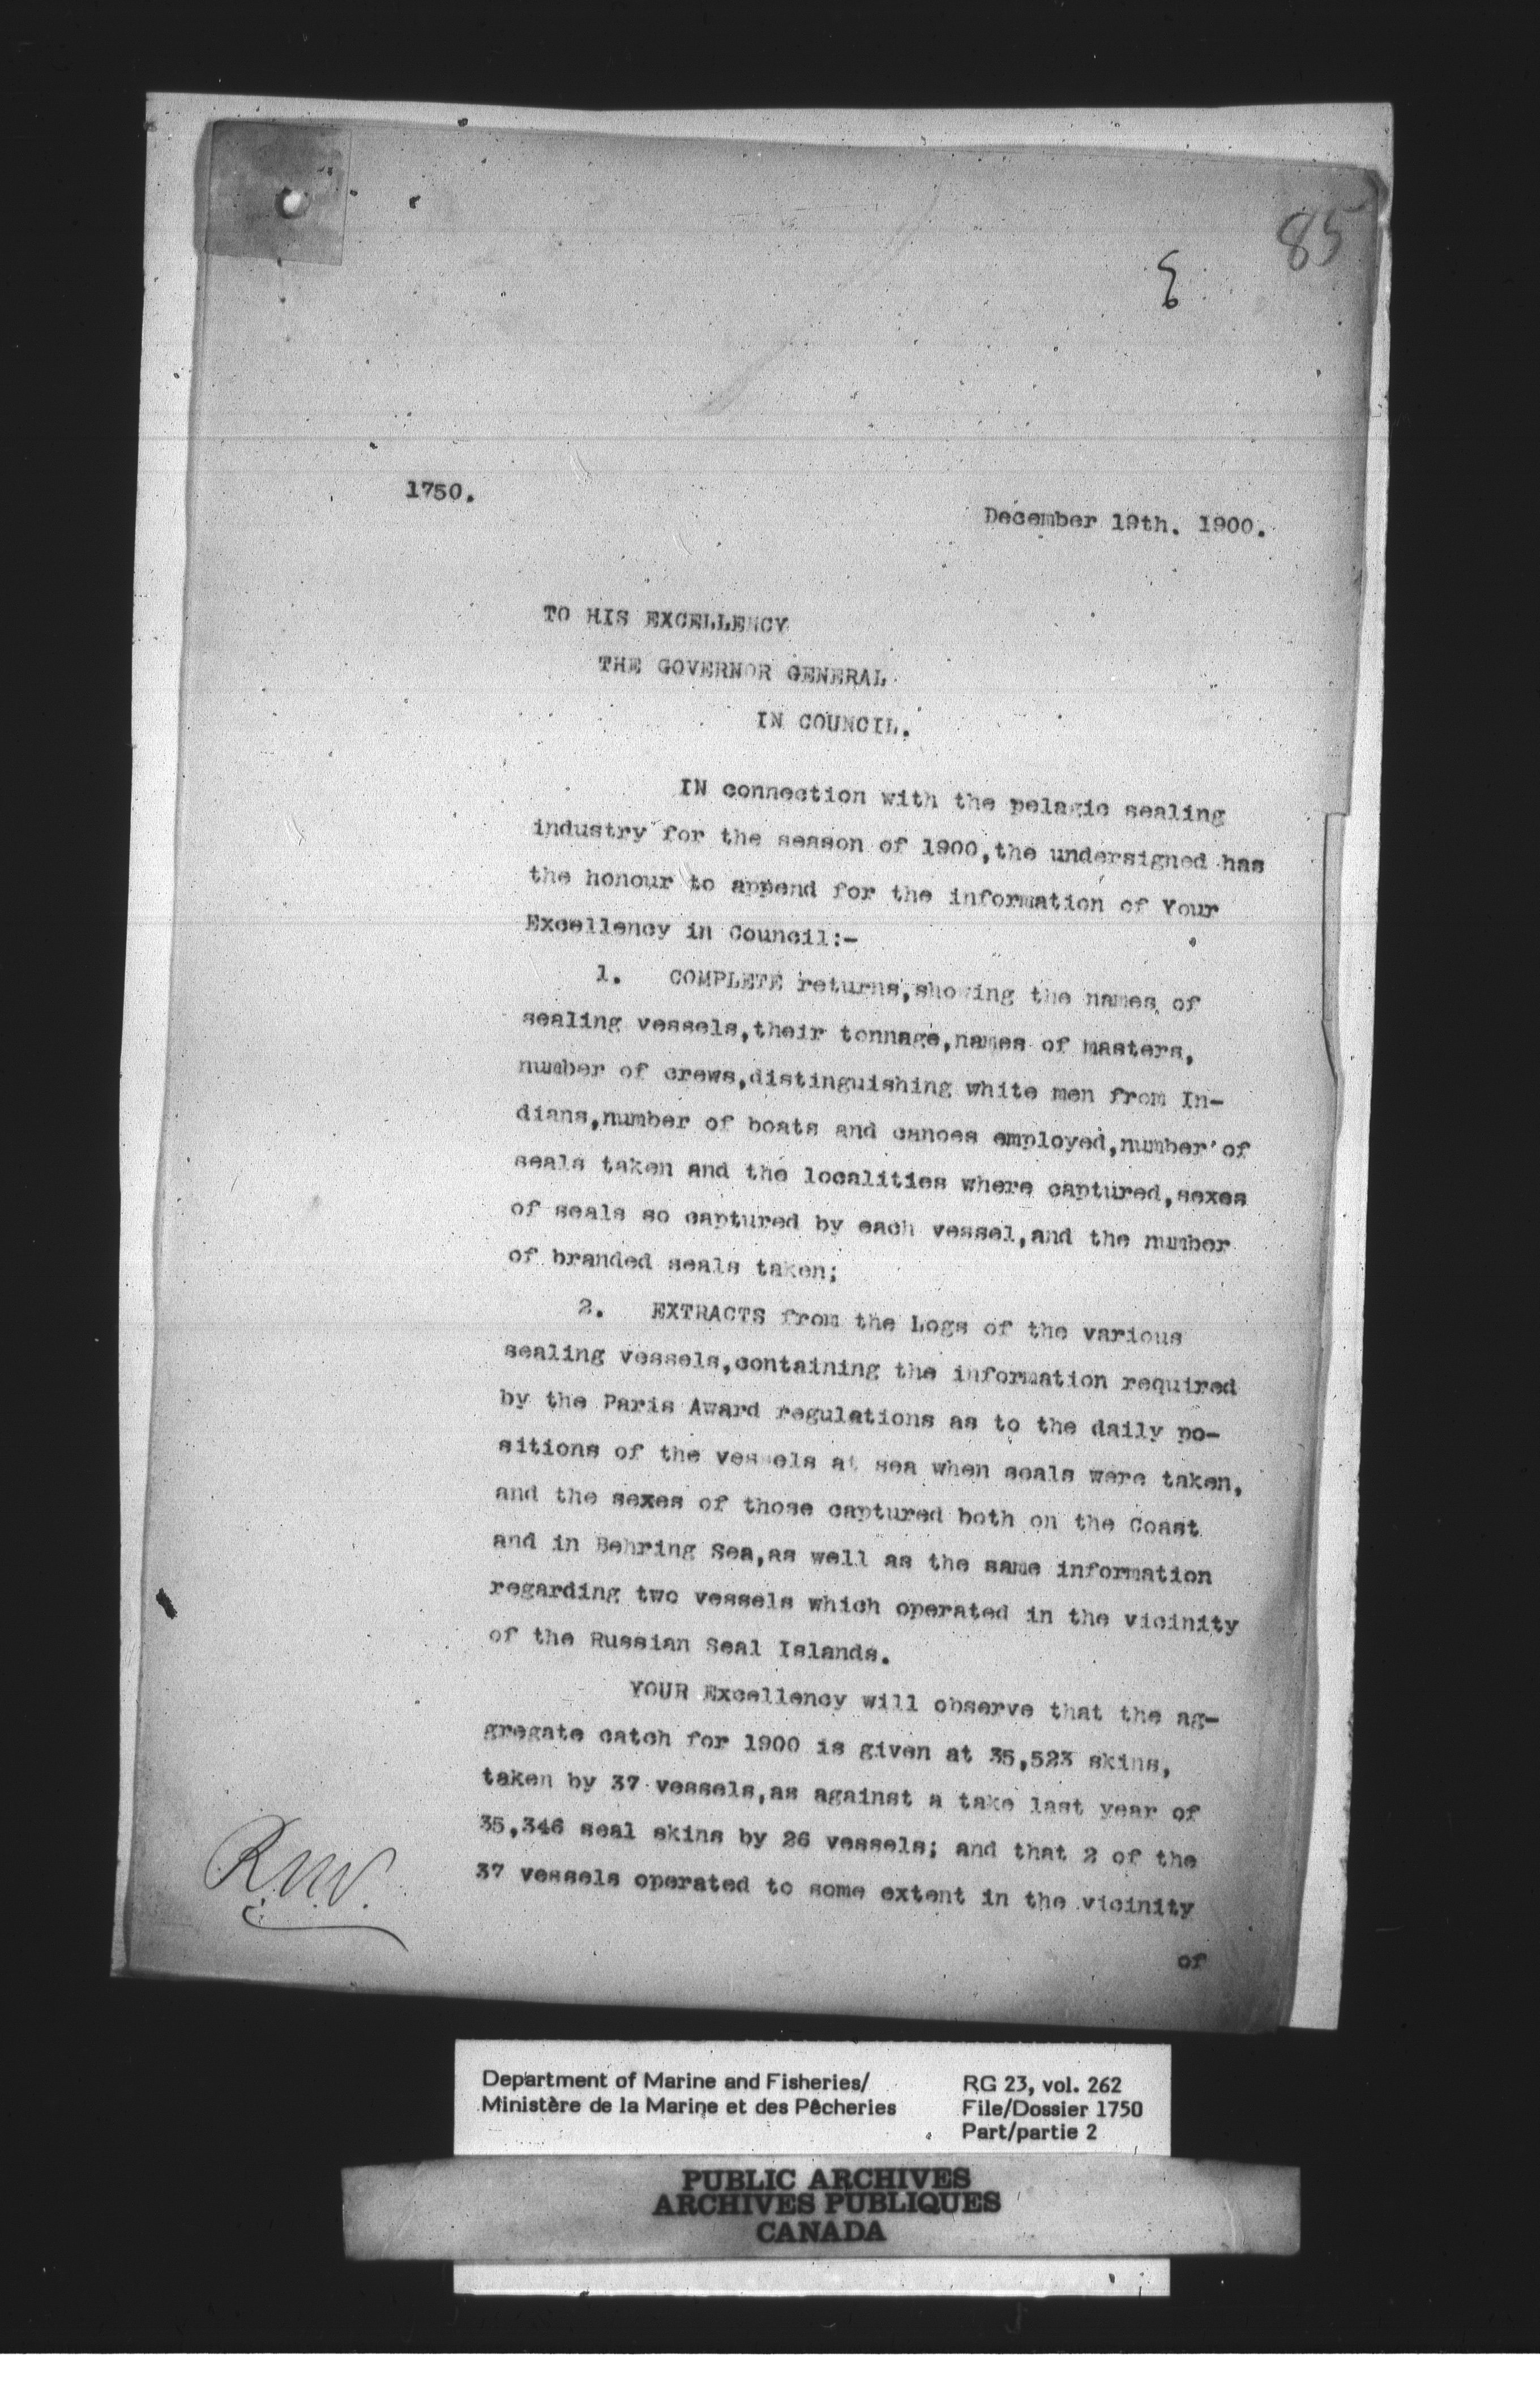 85
1750.
December 19th. 1900.
TO HIS EXCELLENCY
THE GOVERNOR GENERAL
IN COUNCIL.
IN connection with the pelagic sealing
industry for the season of 1900,the undersigned has
the honour to append for the information of Your
Excellency in Council:-
1. COMPLETE returns,showing the names of
sealing vessels,their tonnage,names of masters,
number of crews,distinguishing white men from In-
dians,number of boats and canoes employed,number of
seals taken and the localities where captured,sexes
of seals so captured by each vessel,and the number
of branded seals taken;
2. EXTRACTS from the Logs of the various
sealing vessels,containing the information required
by the Paris Award regulations as to the daily po-
sitions of the vessels at sea when seals were taken,
and the sexes of those captured both on the Coast
and in Behring Sea,as well as the same information
regarding two vessels which operated in the vicinity
of the Russian Seal Islands.
YOUR Excellency will observe that the ag-
gregate catch for 1900 is given at 35,523 skins,
taken by 37 vessels,as against a take last year of
35,346 seal skins by 26 vessels; and that 2 of the
37 vessels operated to some extent in the vicinity
of
Department of Marine and Fisheries/
Ministère de la Marine et des Pêcheries
RG 23, vol. 262
File/Dossier 1750
Part/partie 2
PUBLIC ARCHIVES
ARCHIVES PUBLIQUES
CANADA